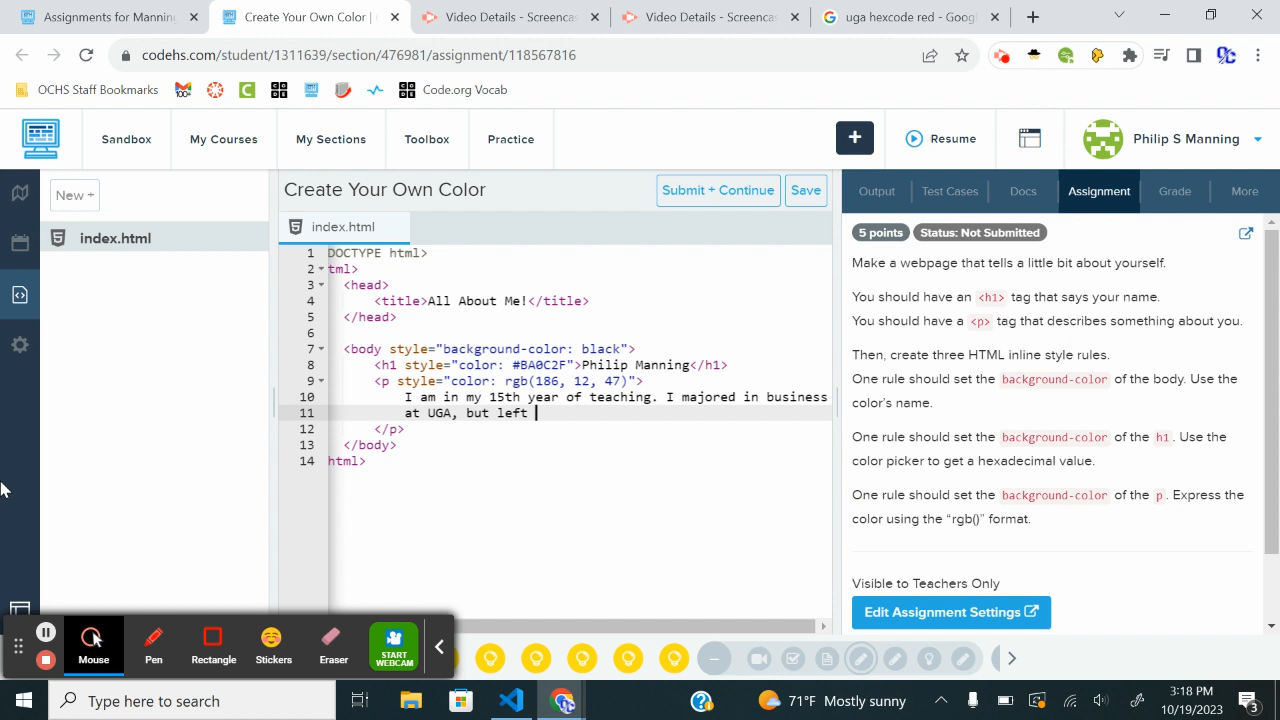 Assignments for Manning
Create Your Own Color |
Video Details - Screencas
Video Details - Screencas
uga hexcode red - Googl
codehs.com/student/1311639/section/476981/assignment/118567816
OCHS Staff Bookmarks
Code.org Vocab
Sandbox
My Courses
My Sections
Toolbox
Practice
Resume
Philip S Manning
New +
index.html
Create Your Own Color
Submit + Continue
Save
index.html
1 DOCTYPE html>
2 tml>
3 <head>
4 <title>All About Me!</title>
5 </head>
6
7 <body style="background-color: black">
8 <h1 style="color: #BA0C2F">Philip Manning</h1>
9 <p style="color: rgb(186, 12, 47)">
10 I am in my 15th year of teaching. I majored in business
11 at UGA, but left
12 </p>
13 </body>
14 html>
Output
Test Cases
Docs
Assignment
Grade
More
5 points
Status: Not Submitted
Make a webpage that tells a little bit about yourself.
You should have an <h1> tag that says your name.
You should have a <p> tag that describes something about you.
Then, create three HTML inline style rules.
One rule should set the background-color of the body. Use the
color's name.
One rule should set the background-color of the h1. Use the
color picker to get a hexadecimal value.
One rule should set the background-color of the p. Express the
color using the “rgb()” format.
Visible to Teachers Only
Edit Assignment Settings
Mouse
Pen
Rectangle
Stickers
Eraser
START
WEBCAM
Type here to search
71°F Mostly sunny
3:18 PM
10/19/2023
3